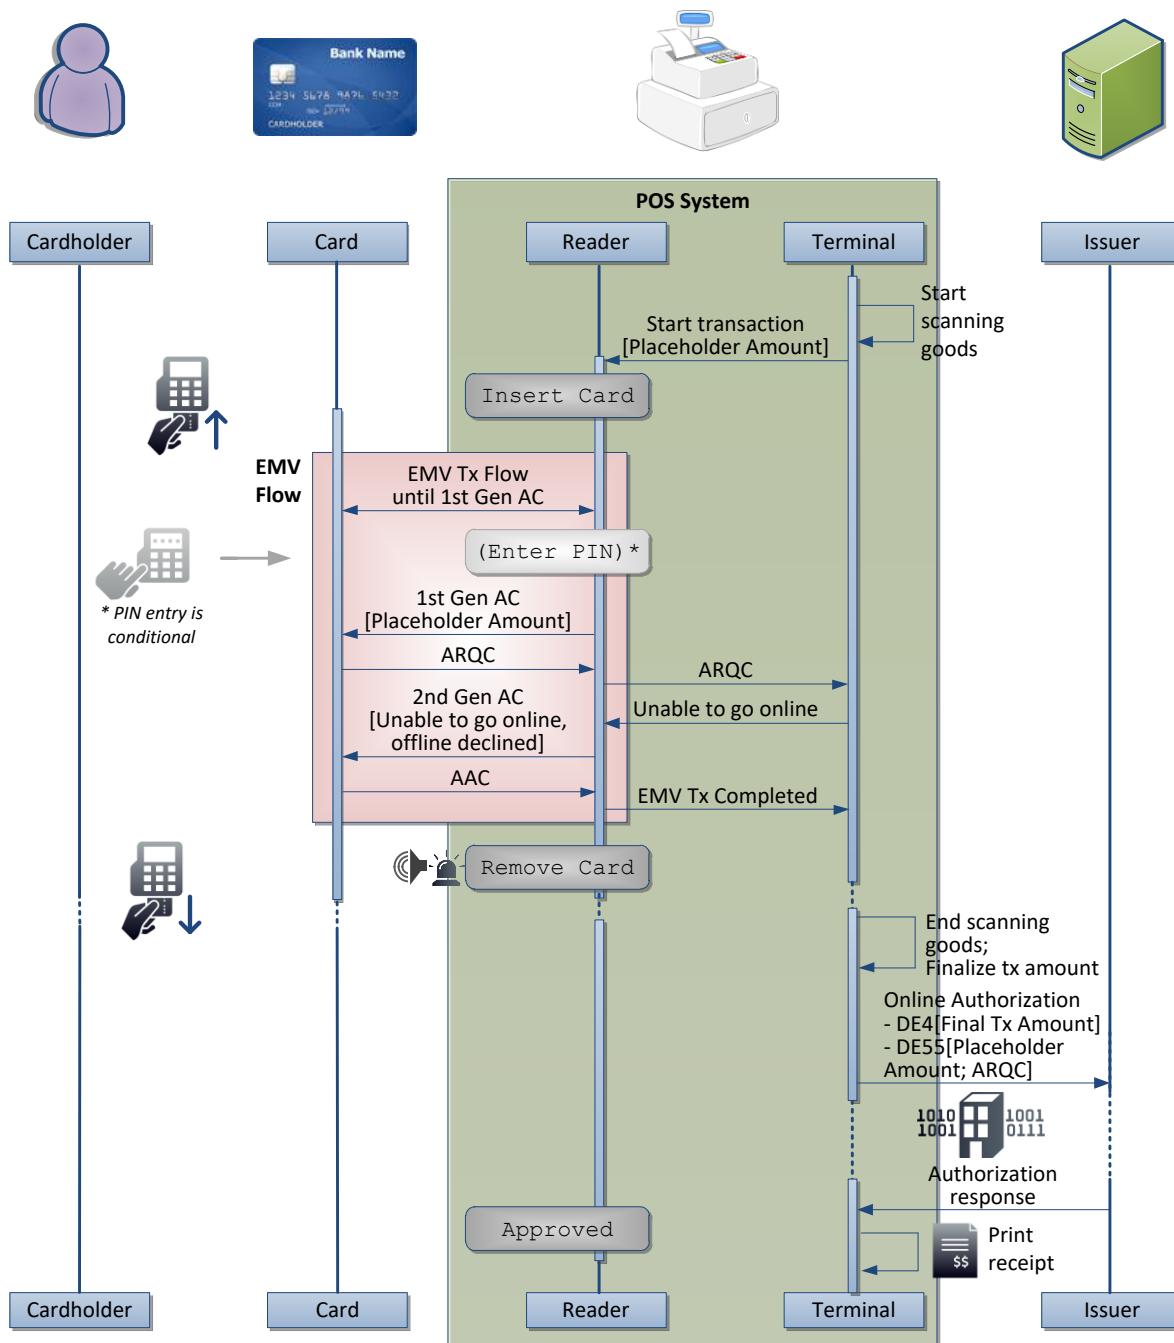 Bank Name
1234 5678 9876 5432
CARDHOLDER
POS System
Cardholder
Card
Reader
Terminal
Issuer
Start
scanning
goods
Start transaction
[Placeholder Amount]
Insert Card
EMV
Flow
EMV Tx Flow
until 1st Gen AC
(Enter PIN)*
* PIN entry is
conditional
1st Gen AC
[Placeholder Amount]
ARQC
ARQC
2nd Gen AC
[Unable to go online,
offline declined]
Unable to go online
AAC
EMV Tx Completed
Remove Card
End scanning
goods;
Finalize tx amount
Online Authorization
- DE4[Final Tx Amount]
- DE55[Placeholder
Amount; ARQC]
1010 1001
1001 0111
Authorization
response
Approved
$$
Print
receipt
Cardholder
Card
Reader
Terminal
Issuer